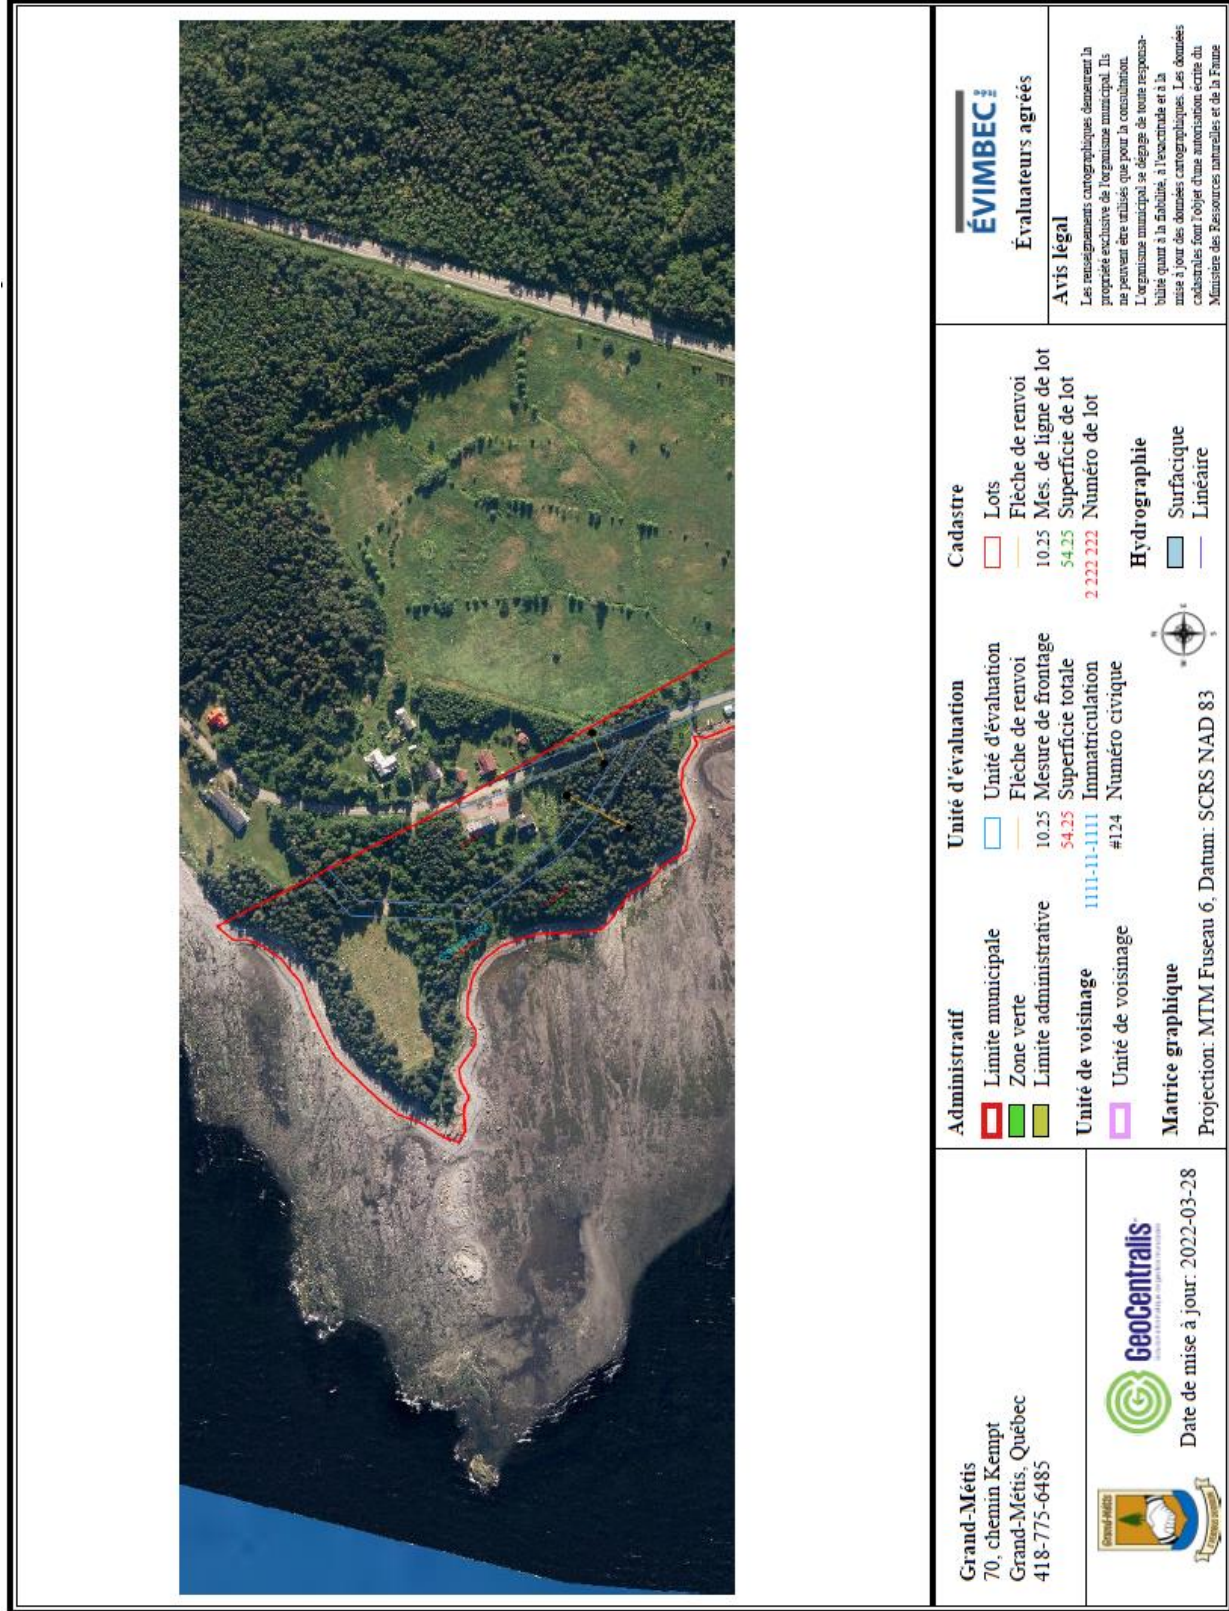 Grand-Métis
70, chemin Kempt
Grand-Métis, Québec
418-775-6485
Grand-Métis
GeoCentralis
Date de mise à jour: 2022-03-28
Administratif
Limite municipale
Zone verte
Limite administrative
Unité de voisinage
Unité de voisinage
Matrice graphique
Projection: MTM Fuseau 6, Datum: SCRS NAD 83
Unité d'évaluation
Unité d'évaluation
Flèche de renvoi
10.25 Mesure de frontage
54.25 Superficie totale
1111-11-1111 Immatriculation
#124 Numéro civique
N
E
S
W
Cadastre
Lots
Flèche de renvoi
10.25 Mes. de ligne de lot
54.25 Superficie de lot
2 222 222 Numéro de lot
Hydrographie
Surfacique
Linéaire
ÉVIMBEC
Évaluateurs agréés
Avis légal
Les renseignements cartographiques demeurent la
propriété exclusive de l'organisme municipal. Ils
ne peuvent être utilisés que pour la consultation.
L'organisme municipal se dégage de toute responsa-
bilité quant à la fiabilité, à l'exactitude et à la
mise à jour des données cartographiques. Les données
cadastrales font l'objet d'une autorisation écrite du
Ministère des Ressources naturelles et de la Faune